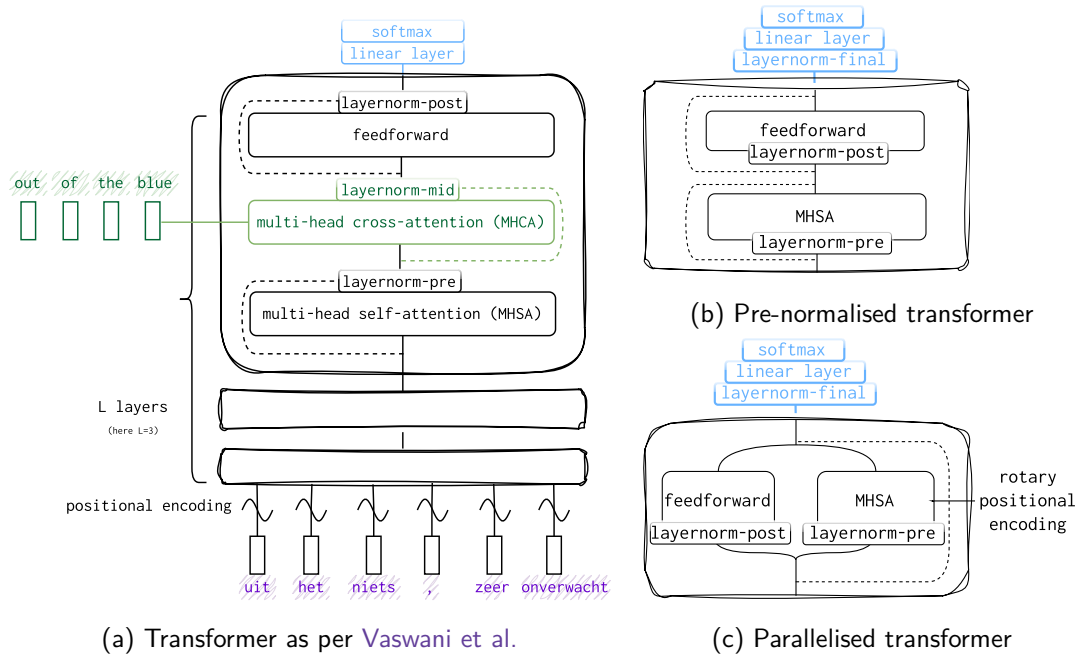 softmax
linear layer
layernorm-post
feedforward
layernorm-mid
out of the blue
multi-head cross-attention (MHCA)
layernorm-pre
multi-head self-attention (MHSA)
L layers
(here L=3)
positional encoding
uit het niets , zeer onverwacht
(a) Transformer as per Vaswani et al.
softmax
linear layer
layernorm-final
feedforward
layernorm-post
MHSA
layernorm-pre
(b) Pre-normalised transformer
softmax
linear layer
layernorm-final
feedforward
MHSA
layernorm-post
layernorm-pre
rotary
positional
encoding
(c) Parallelised transformer